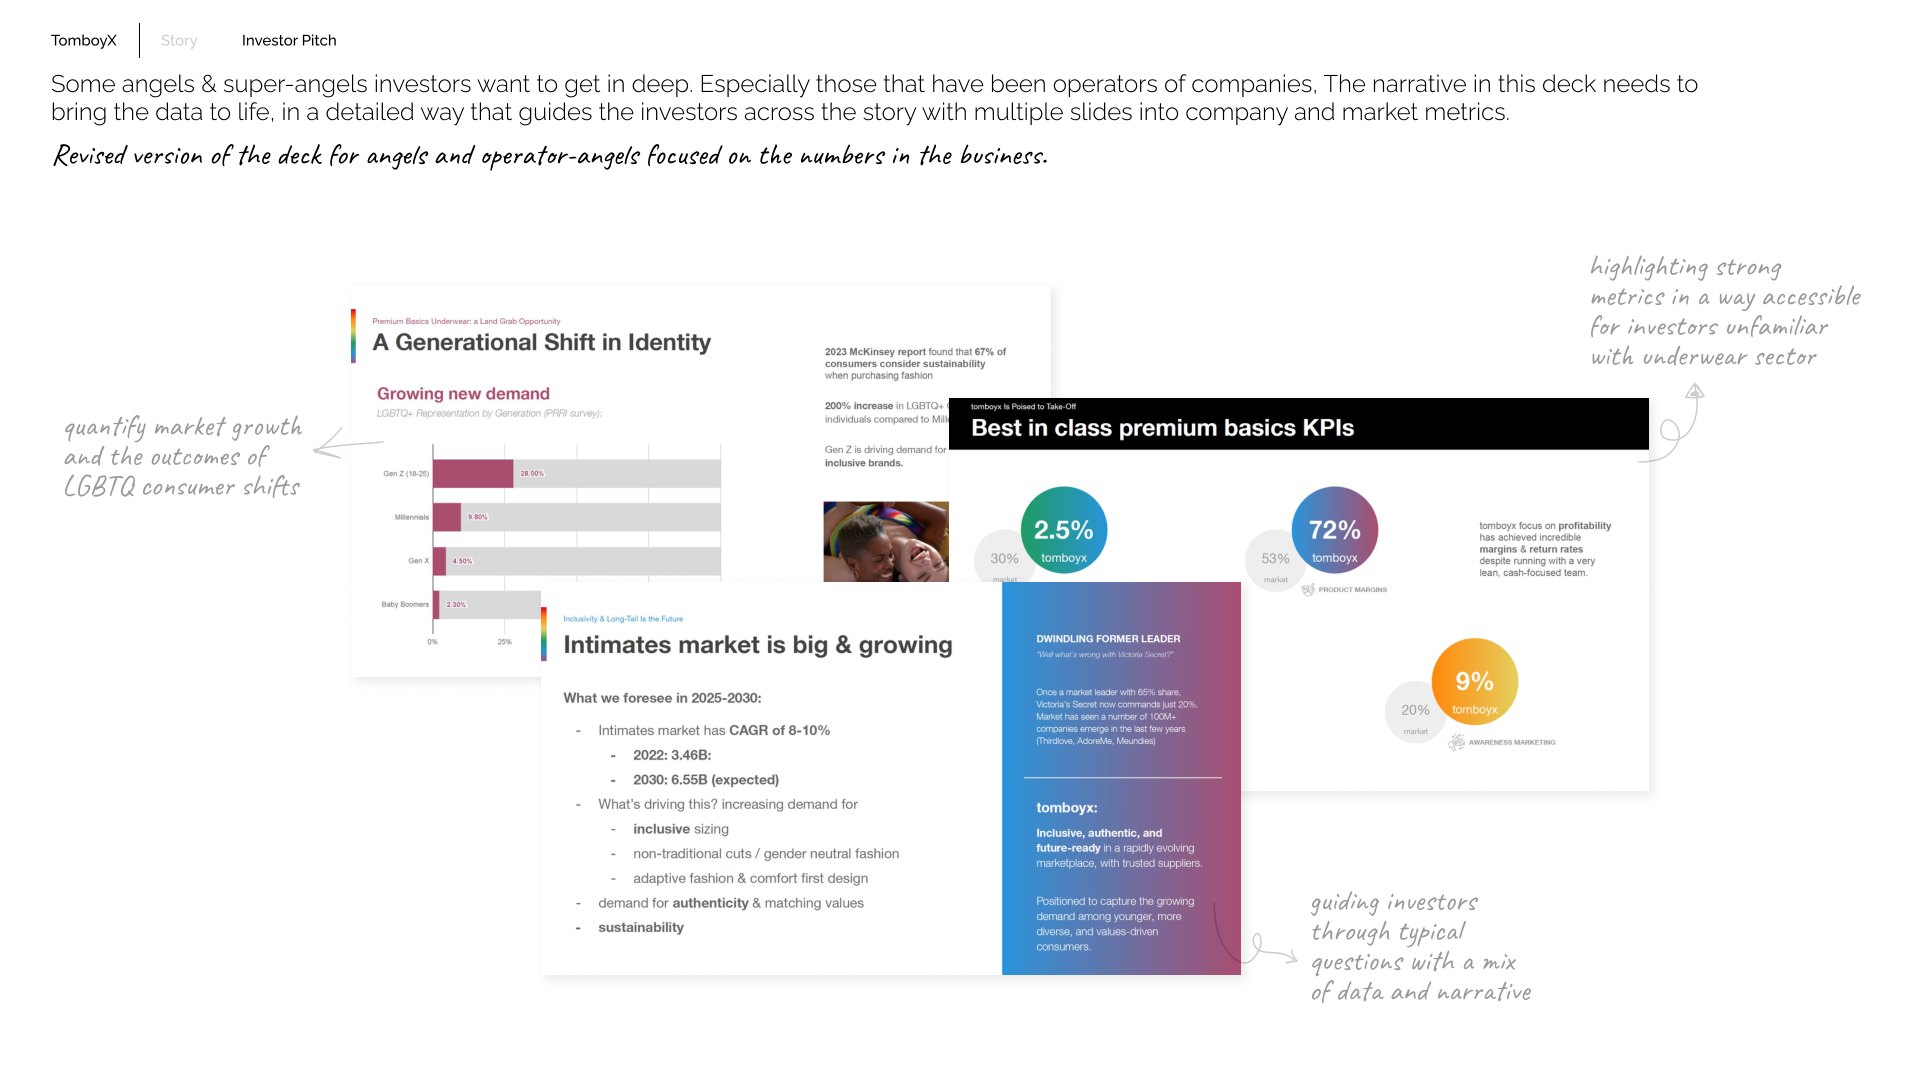 TomboyX
Story
Investor Pitch
Some angels & super-angels investors want to get in deep. Especially those that have been operators of companies, The narrative in this deck needs to
bring the data to life, in a detailed way that guides the investors across the story with multiple slides into company and market metrics.
Revised version of the deck for angels and operator-angels focused on the numbers in the business.
quantify market growth
and the outcomes of
LGBTQ consumer shifts
Premium Basics Underwear: a Land Grab Opportunity
A Generational Shift in Identity
Growing new demand
LGBTQ+ Representation by Generation (PRRI survey):
Gen Z (18-25)
28.00%
Millennials
9.80%
Gen X
4.50%
Baby Boomers
2.30%
0%
25%
2023 McKinsey report found that 67% of
consumers consider sustainability
when purchasing fashion
200% increase in LGBTQ+
individuals compared to
Gen Z is driving demand for
inclusive brands.
highlighting strong
metrics in a way accessible
for investors unfamiliar
with underwear sector
tomboyx Is Poised to Take-Off
Best in class premium basics KPIs
2.5%
tomboyx
30%
market
72%
tomboyx
53%
market
PRODUCT MARGINS
tomboyx focus on profitability
has achieved incredible
margins & return rates
despite running with a very
lean, cash-focused team.
9%
tomboyx
20%
market
AWARENESS MARKETING
Inclusivity & Long-Tail Is the Future
Intimates market is big & growing
What we foresee in 2025-2030:
- Intimates market has CAGR of 8-10%
- 2022: 3.46B:
- 2030: 6.55B (expected)
- What's driving this? increasing demand for
- inclusive sizing
- non-traditional cuts / gender neutral fashion
- adaptive fashion & comfort first design
- demand for authenticity & matching values
- sustainability
DWINDLING FORMER LEADER
"Well what's wrong with Victoria Secret?"
Once a market leader with 65% share,
Victoria's Secret now commands just 20%.
Market has seen a number of 100M+
companies emerge in the last few years
(Thirdlove, AdoreMe, Meundies)
tomboyx:
Inclusive, authentic, and
future-ready in a rapidly evolving
marketplace, with trusted suppliers.
Positioned to capture the growing
demand among younger, more
diverse, and values-driven
consumers.
guiding investors
through typical
questions with a mix
of data and narrative